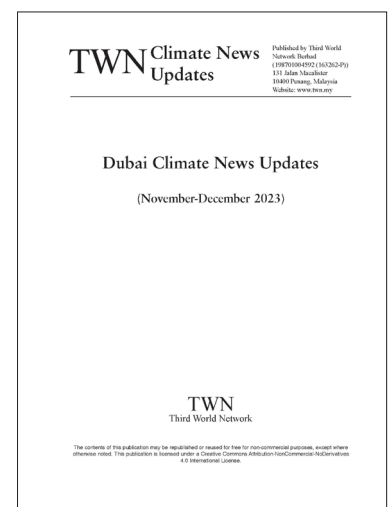 TWN Climate News
Updates
Published by Third World
Network Berhad
(198701004592 (163262-P))
131 Jalan Macalister
10400 Penang, Malaysia
Website: www.twn.my
Dubai Climate News Updates
(November-December 2023)
TWN
Third World Network
The contents of this publication may be republished or reused for free for non-commercial purposes, except where
otherwise noted. This publication is licensed under a Creative Commons Attribution-NonCommercial-NoDerivatives
4.0 International License.